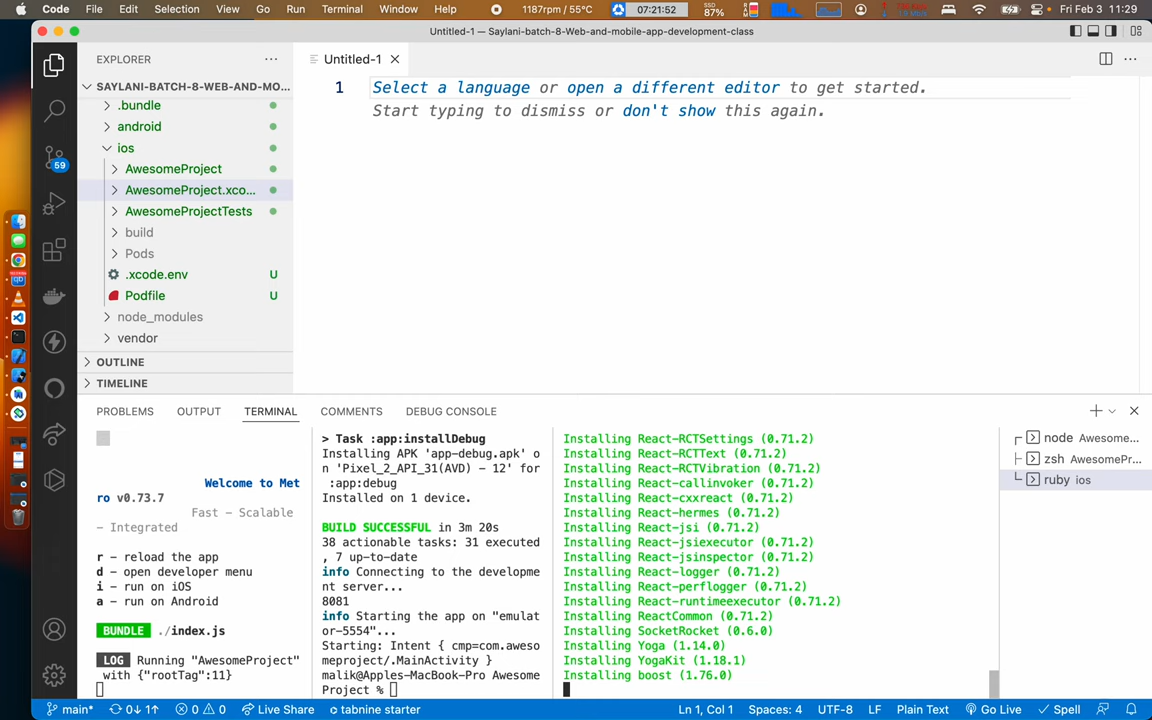 Code File Edit Selection View Go Run Terminal Window Help 1187rpm / 55°C 07:21:52 SSD 87% Fri Feb 3 11:29
Untitled-1 — Saylani-batch-8-Web-and-mobile-app-development-class
EXPLORER
SAYLANI-BATCH-8-WEB-AND-MO...
.bundle
android
ios
AwesomeProject
AwesomeProject.xco...
AwesomeProjectTests
build
Pods
.xcode.env U
Podfile U
node_modules
vendor
OUTLINE
TIMELINE
59
Untitled-1
1 Select a language or open a different editor to get started.
Start typing to dismiss or don't show this again.
PROBLEMS OUTPUT TERMINAL COMMENTS DEBUG CONSOLE
Welcome to Met
ro v0.73.7
Fast - Scalable
- Integrated
r - reload the app
d - open developer menu
i - run on iOS
a - run on Android
BUNDLE ./index.js
LOG Running "AwesomeProject"
with {"rootTag":11}
> Task :app:installDebug
Installing APK 'app-debug.apk' o
n 'Pixel_2_API_31(AVD) - 12' for
:app:debug
Installed on 1 device.
BUILD SUCCESSFUL in 3m 20s
38 actionable tasks: 31 executed
, 7 up-to-date
info Connecting to the developme
nt server...
8081
info Starting the app on "emulat
or-5554"...
Starting: Intent { cmp=com.aweso
meproject/.MainActivity }
malik@Apples-MacBook-Pro Awesome
Project %
Installing React-RCTSettings (0.71.2)
Installing React-RCTText (0.71.2)
Installing React-RCTVibration (0.71.2)
Installing React-callinvoker (0.71.2)
Installing React-cxxreact (0.71.2)
Installing React-hermes (0.71.2)
Installing React-jsi (0.71.2)
Installing React-jsiexecutor (0.71.2)
Installing React-jsinspector (0.71.2)
Installing React-logger (0.71.2)
Installing React-perflogger (0.71.2)
Installing React-runtimeexecutor (0.71.2)
Installing ReactCommon (0.71.2)
Installing SocketRocket (0.6.0)
Installing Yoga (1.14.0)
Installing YogaKit (1.18.1)
Installing boost (1.76.0)
node Awesome...
zsh AwesomePr...
ruby ios
main* 0↓ 1↑ 0 0 Live Share tabnine starter Ln 1, Col 1 Spaces: 4 UTF-8 LF Plain Text Go Live Spell